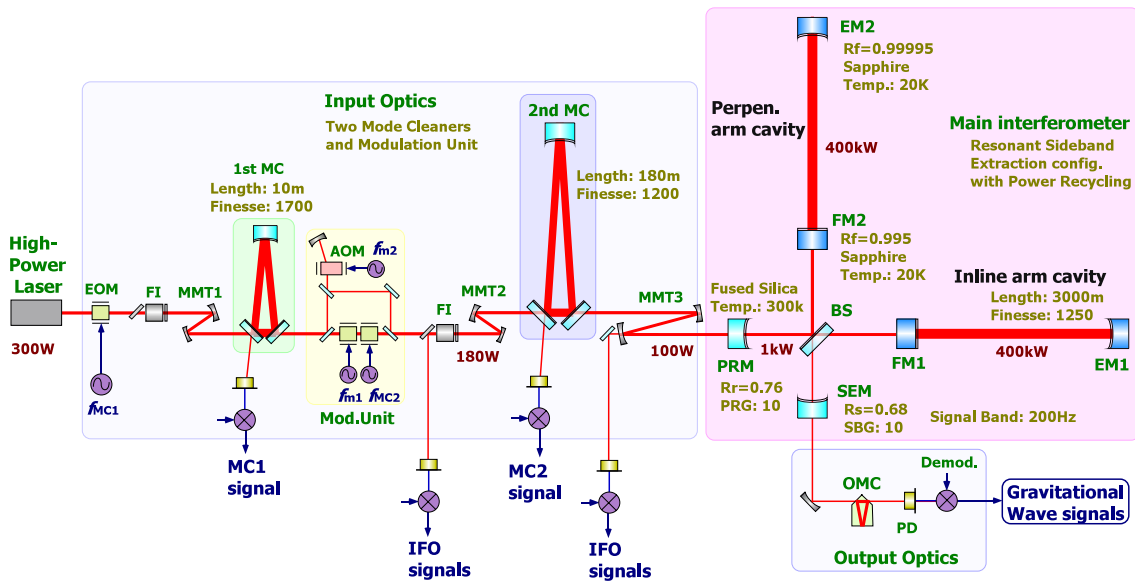 Input Optics
Two Mode Cleaners
and Modulation Unit
High-
Power
Laser
300W
EOM
fMC1
FI
MMT1
1st MC
Length: 10m
Finesse: 1700
MC1
signal
AOM
fm2
fm1
fMC2
Mod.Unit
FI
180W
IFO
signals
MMT2
2nd MC
Length: 180m
Finesse: 1200
MC2
signal
MMT3
100W
IFO
signals
Main interferometer
Resonant Sideband
Extraction config.
with Power Recycling
EM2
Rf=0.99995
Sapphire
Temp.: 20K
Perpen.
arm cavity
400kW
FM2
Rf=0.995
Sapphire
Temp.: 20K
Fused Silica
Temp.: 300k
PRM
Rr=0.76
PRG: 10
1kW
BS
Inline arm cavity
Length: 3000m
Finesse: 1250
FM1
400kW
EM1
SEM
Rs=0.68
SBG: 10
Signal Band: 200Hz
OMC
PD
Demod.
Output Optics
Gravitational
Wave signals